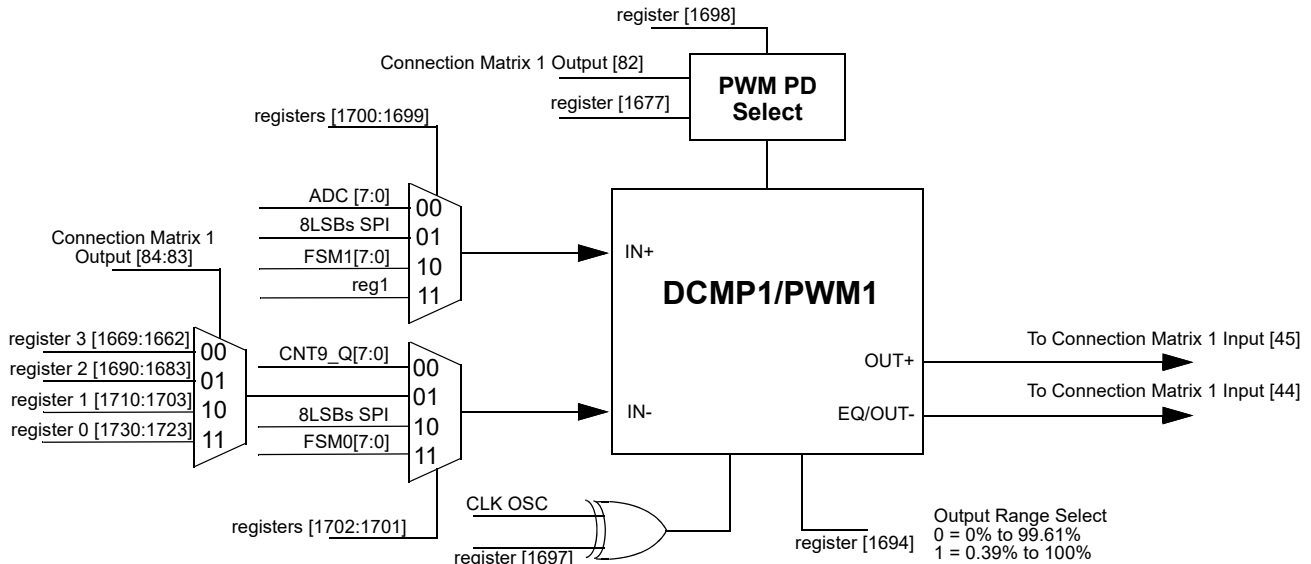 register [1698]
Connection Matrix 1 Output [82]
PWM PD
Select
register [1677]
registers [1700:1699]
ADC [7:0]
00
8LSBs SPI
01
FSM1[7:0]
10
reg1
11
Connection Matrix 1
Output [84:83]
register 3 [1669:1662]
00
register 2 [1690:1683]
01
register 1 [1710:1703]
10
register 0 [1730:1723]
11
CNT9_Q[7:0]
00
01
8LSBs SPI
10
FSM0[7:0]
11
registers [1702:1701]
IN+
DCMP1/PWM1
OUT+
IN-
EQ/OUT-
To Connection Matrix 1 Input [45]
To Connection Matrix 1 Input [44]
CLK OSC
register [1697]
register [1694]
Output Range Select
0 = 0% to 99.61%
1 = 0.39% to 100%